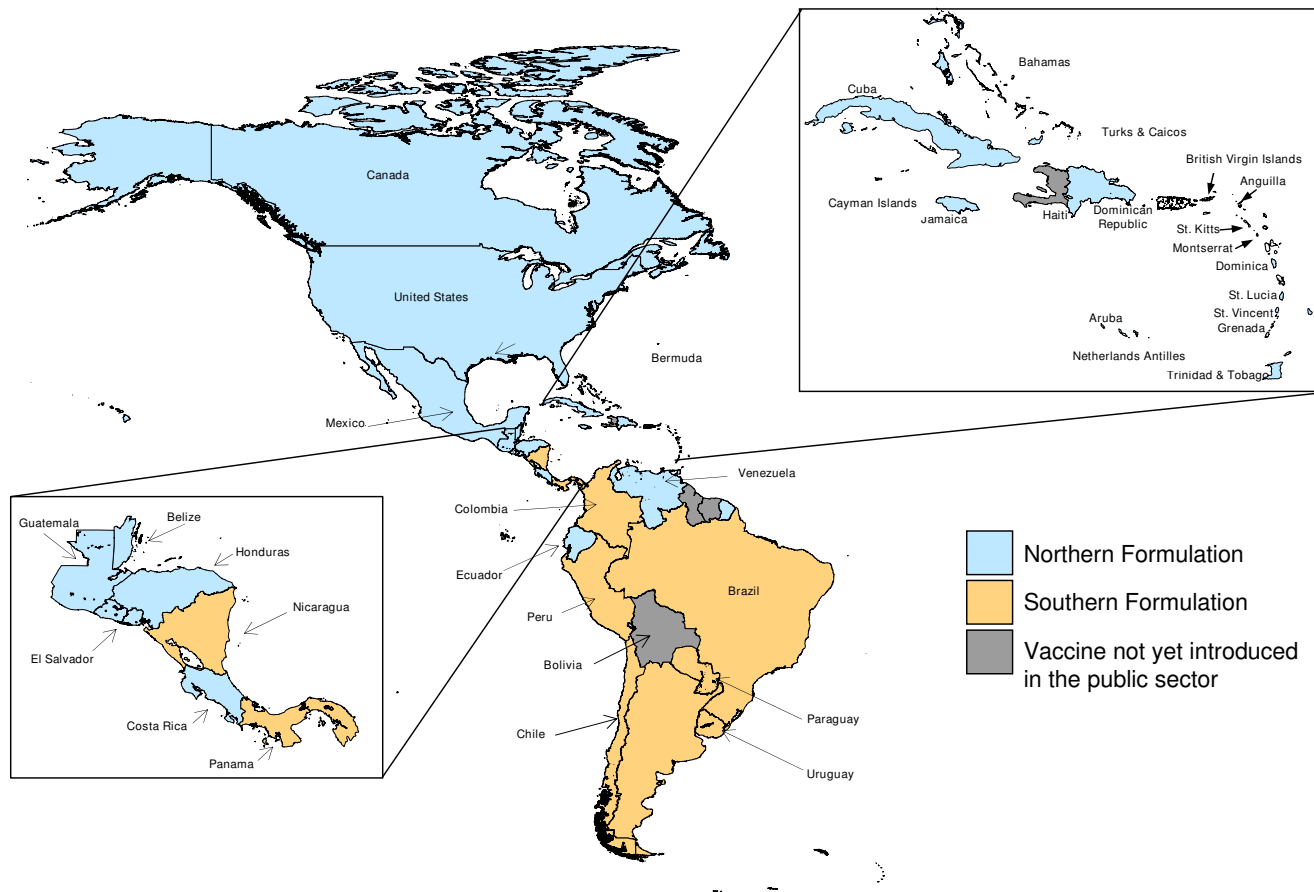 Canada
United States
Mexico
Bermuda
Venezuela
Colombia
Ecuador
Peru
Brazil
Bolivia
Chile
Paraguay
Uruguay
Bahamas
Cuba
Turks & Caicos
British Virgin Islands
Anguilla
Cayman Islands
Jamaica
Haiti
Dominican
Republic
St. Kitts
Montserrat
Dominica
St. Lucia
St. Vincent
Grenada
Aruba
Netherlands Antilles
Trinidad & Tobago
Guatemala
Belize
Honduras
Nicaragua
El Salvador
Costa Rica
Panama
Northern Formulation
Southern Formulation
Vaccine not yet introduced
in the public sector